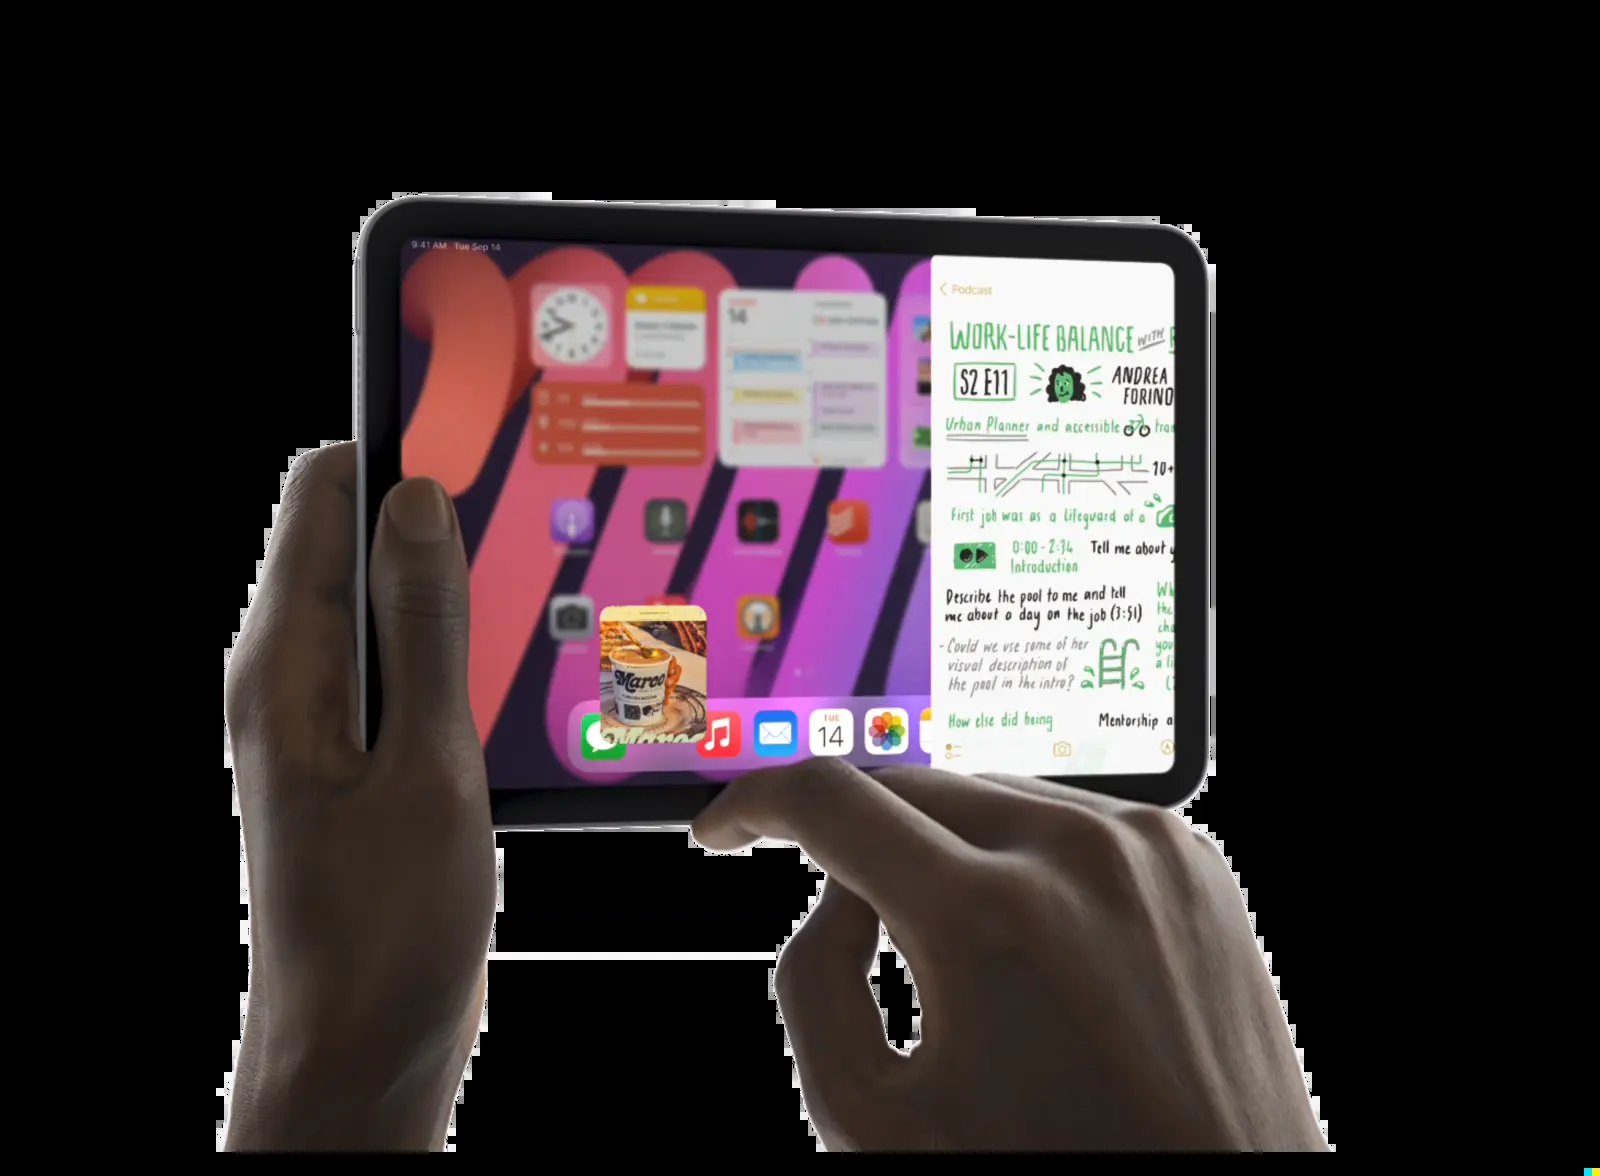 9:41 AM Tue Sep 14
14
Podcast
WORK-LIFE BALANCE WITH
S2 E11
ANDREA
FORINO
Urban Planner and accessible
10+
First job was as a lifeguard at a
0:00 - 2:34
Introduction
Tell me about
Describe the pool to me and tell
me about a day on the job (3:51)
- Could we use some of her
visual description of
the pool in the intro?
How else did being
Mentorship a
Marco
TUE
14